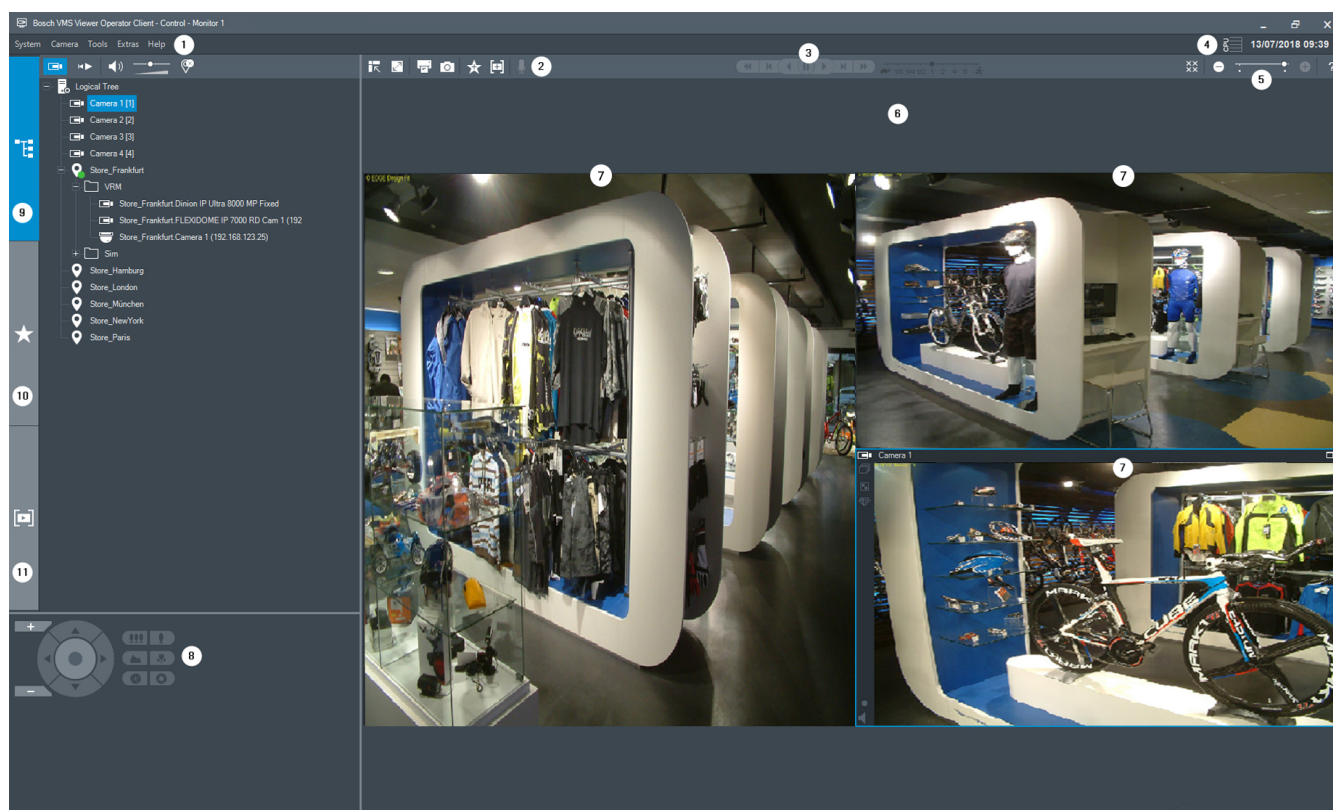 Bosch VMS Viewer Operator Client - Control - Monitor 1
System Camera Tools Extras Help
1
2
3
4
13/07/2018 09:39
5
?
Logical Tree
Camera 1 [1]
Camera 2 [2]
Camera 3 [3]
Camera 4 [4]
Store_Frankfurt
VRM
Store_Frankfurt.Dinion IP Ultra 8000 MP Fixed
Store_Frankfurt.FLEXIDOME IP 7000 RD Cam 1 (192
Store_Frankfurt.Camera 1 (192.168.123.25)
Sim
Store_Hamburg
Store_London
Store_München
Store_NewYork
Store_Paris
6
7
© EDGE Design Fit
7
Camera 1
7
CUBE
8
9
10
11